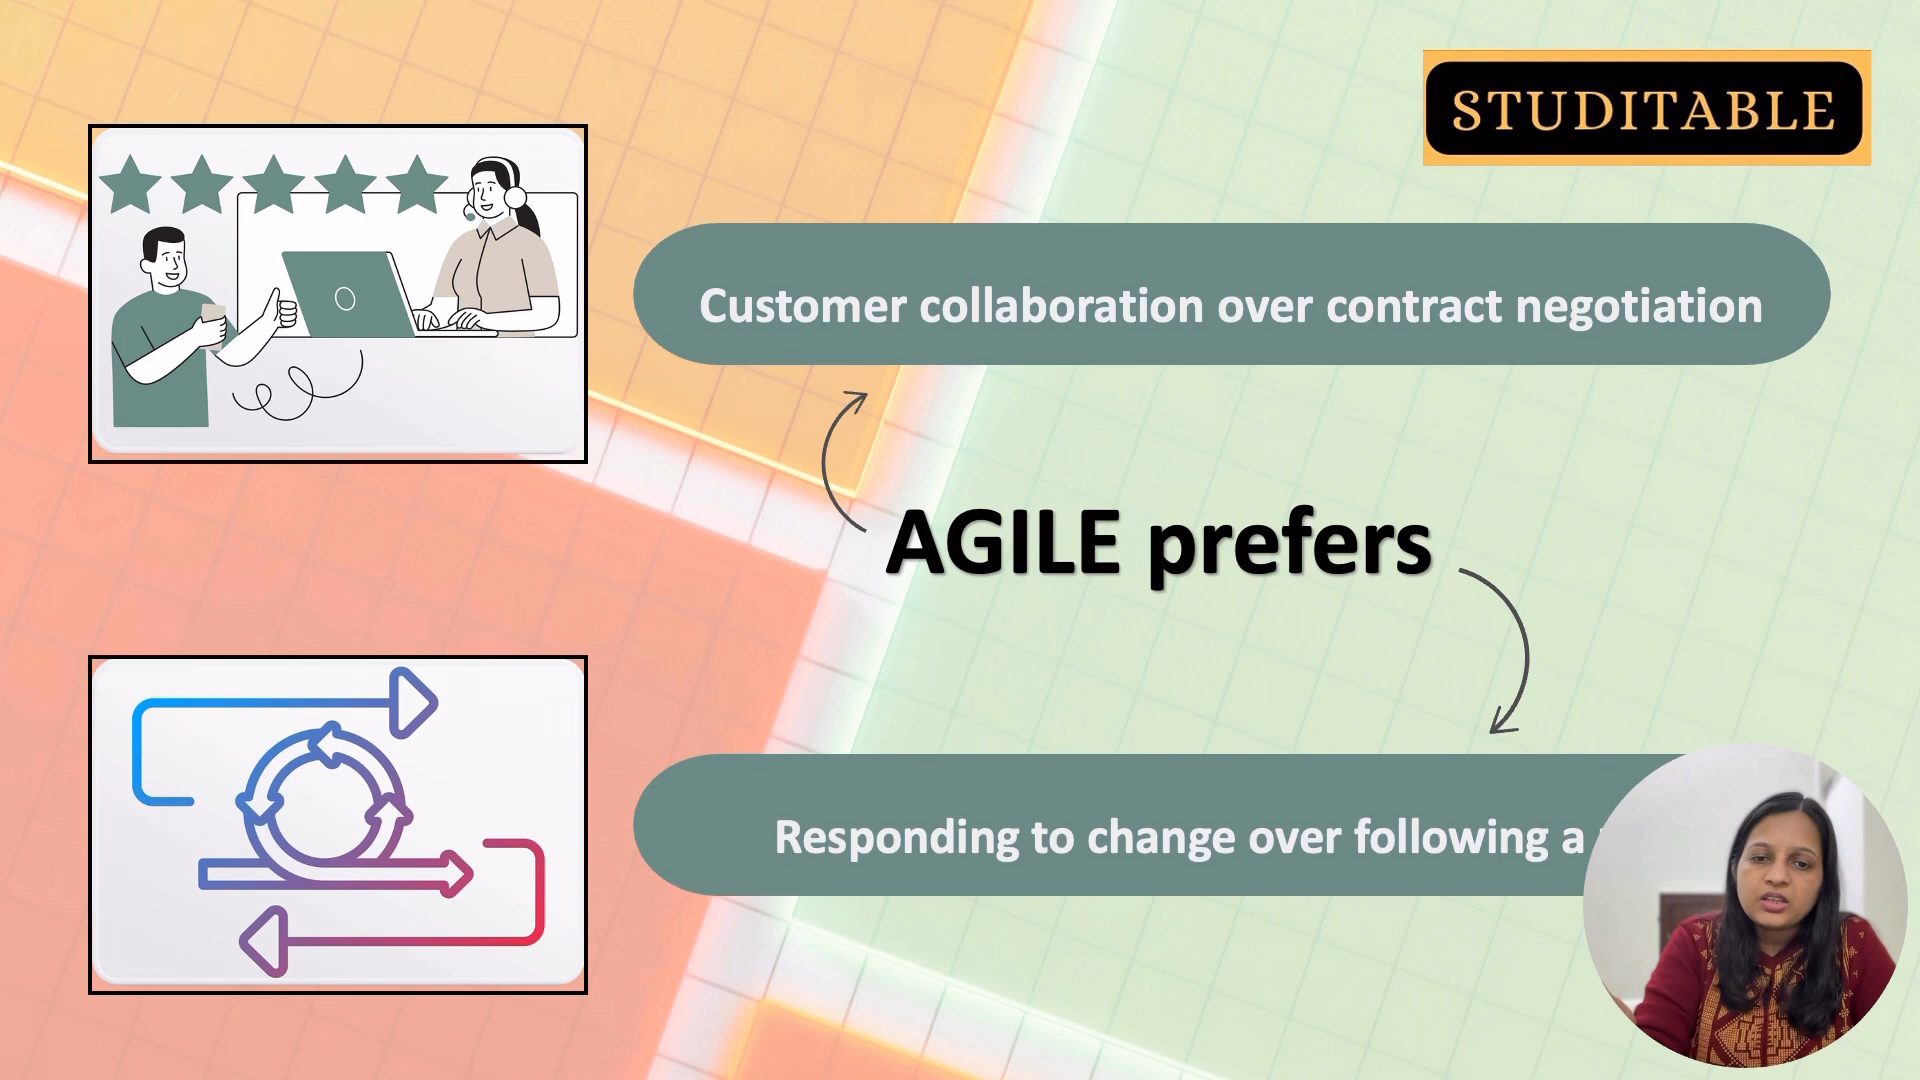 STUDITABLE
Customer collaboration over contract negotiation
AGILE prefers
Responding to change over following a